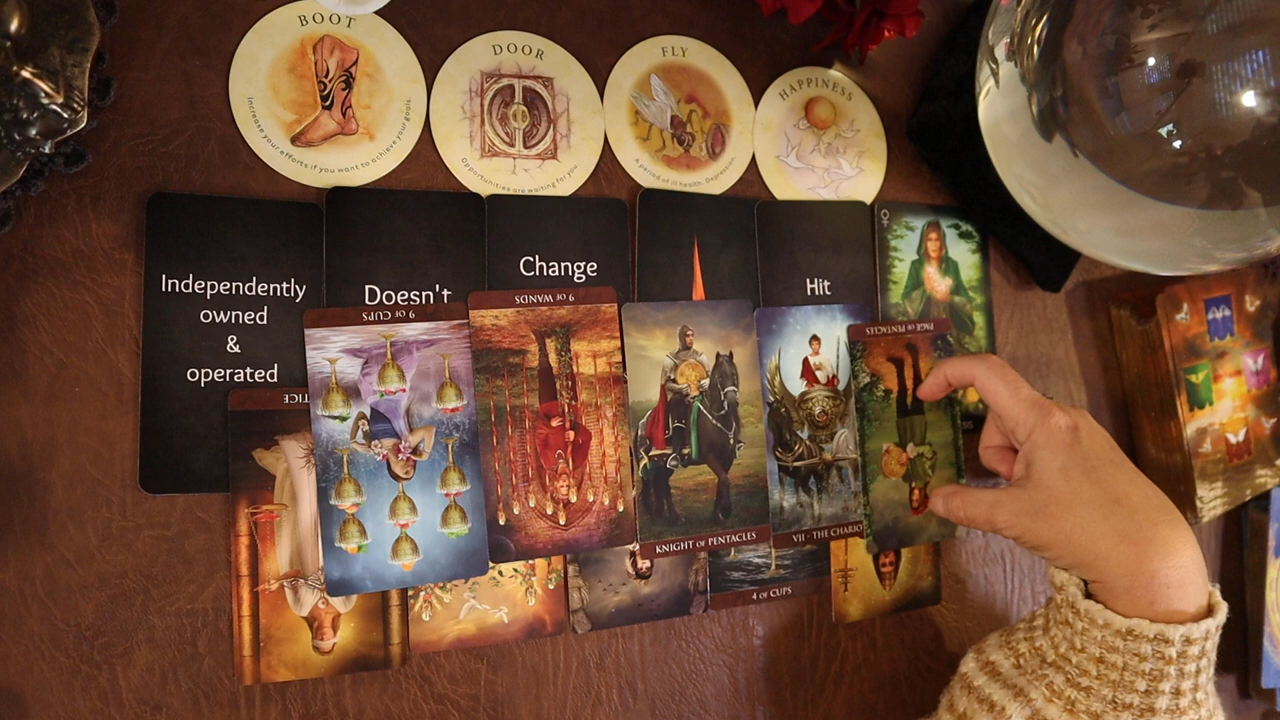 BOOT
increase your efforts if you want to achieve your goals.
DOOR
Opportunities are waiting for you.
FLY
A period of ill health. Depression.
HAPPINESS
Independently
owned
&
operated
Doesn't
Change
Hit
9 OF CUPS
9 OF WANDS
PAGE OF PENTACLES
TICE
KNIGHT OF PENTACLES
VII - THE CHARIO
4 OF CUPS
SS